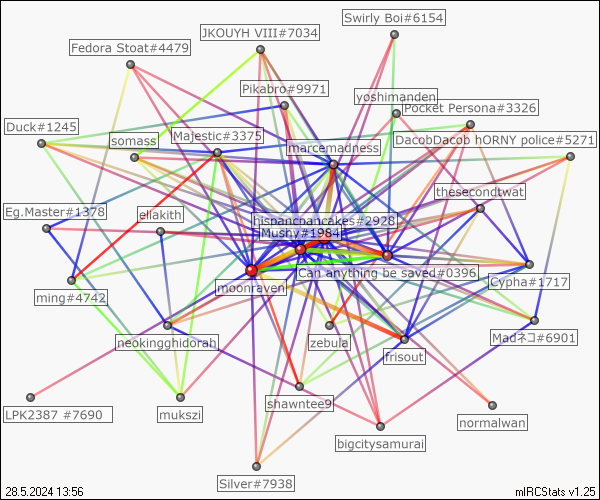 Swirly Boi#6154
JKOUYH VIII#7034
Fedora Stoat#4479
Pikabro#9971
yoshimanden
Pocket Persona#3326
Duck#1245
somass
Majestic#3375
marcemadness
DacobDacob hORNY police#5271
thesecondtwat
Eg.Master#1378
eliakith
hispancpancakes#2928
Mushy#1984
Can anything be saved#0396
Cypha#1717
ming#4742
moonraven
neokingghidorah
zebulal
frisout
Madネコ#6901
LPK2387 #7690
mukszi
shawntee9
normalwan
bigcitysamurai
Silver#7938
28.5.2024 13:56
mIRCStats v1.25